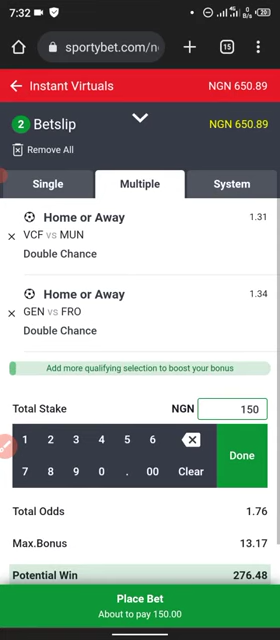 7:32
4G
4G
20
sportybet.com/n
15
Instant Virtuals
NGN 650.89
2 Betslip
NGN 650.89
Remove All
Single
Multiple
System
Home or Away
1.31
VCF vs MUN
Double Chance
Home or Away
1.34
GEN vs FRO
Double Chance
Add more qualifying selection to boost your bonus
Total Stake
NGN
150
1 2 3 4 5 6
7 8 9 0 . 00 Clear
Done
Total Odds
1.76
Max.Bonus
13.17
Potential Win
276.48
Place Bet
About to pay 150.00